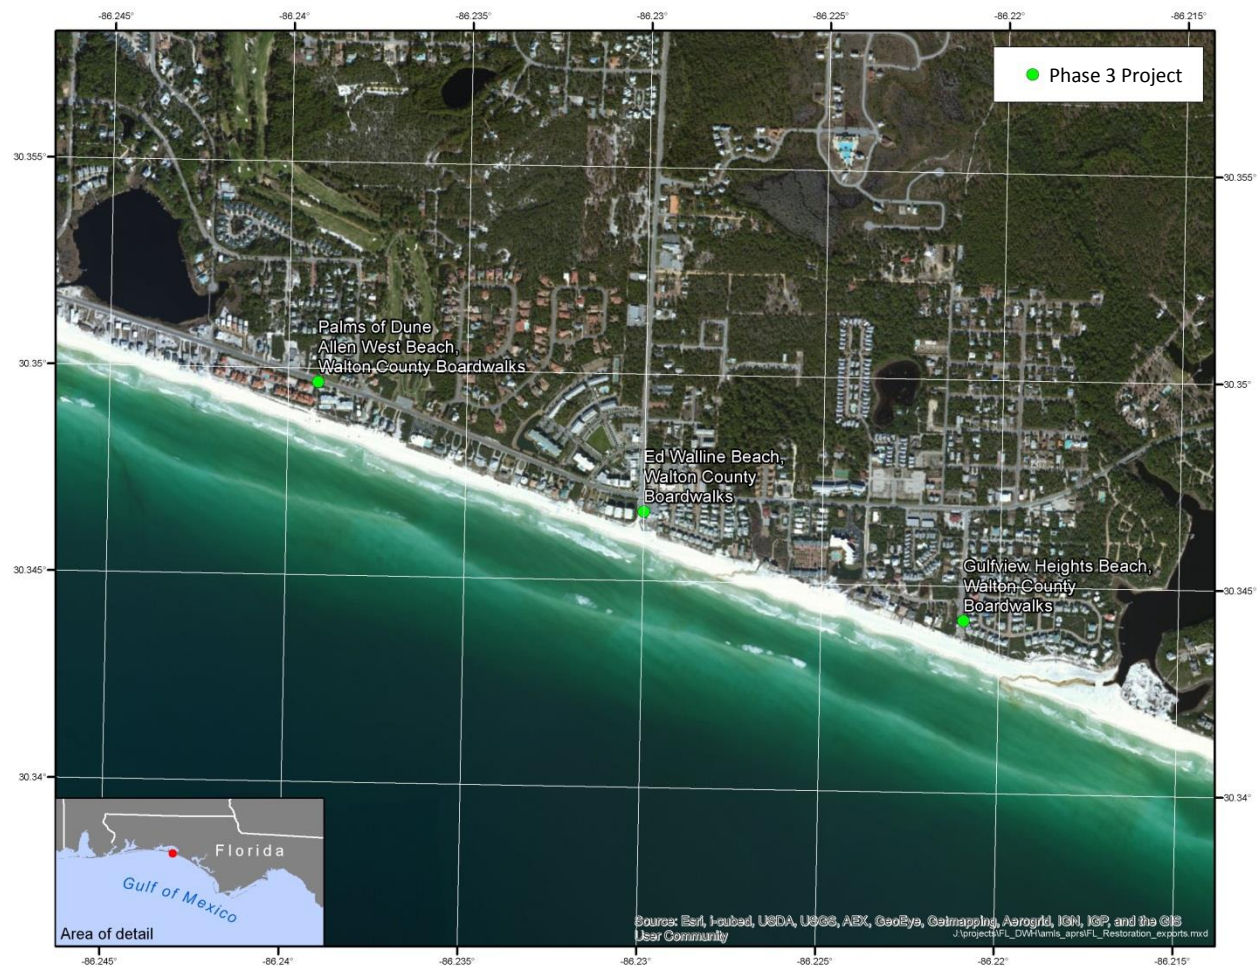 -86.245
-86.24
-86.235
-86.23
-86.225
-86.22
-86.215
Phase 3 Project
30.355°
30.355°
Palms of Dune
Allen West Beach,
Walton County Boardwalks
30.35°
30.35°
Ed Walline Beach,
Walton County
Boardwalks
30.345°
30.345°
Gulfview Heights Beach,
Walton County
Boardwalks
30.34°
30.34°
Florida
Gulf of Mexico
Area of detail
Source: Esri, i-cubed, USDA, USGS, AEX, GeoEye, Getmapping, Aerogrid, IGN, IGP, and the GIS
User Community
J:\projects\FL_DWH\amls_aprs\FL_Restoration_exports.mxd
-86.245
-86.24
-86.235
-86.23
-86.225
-86.22
-86.215